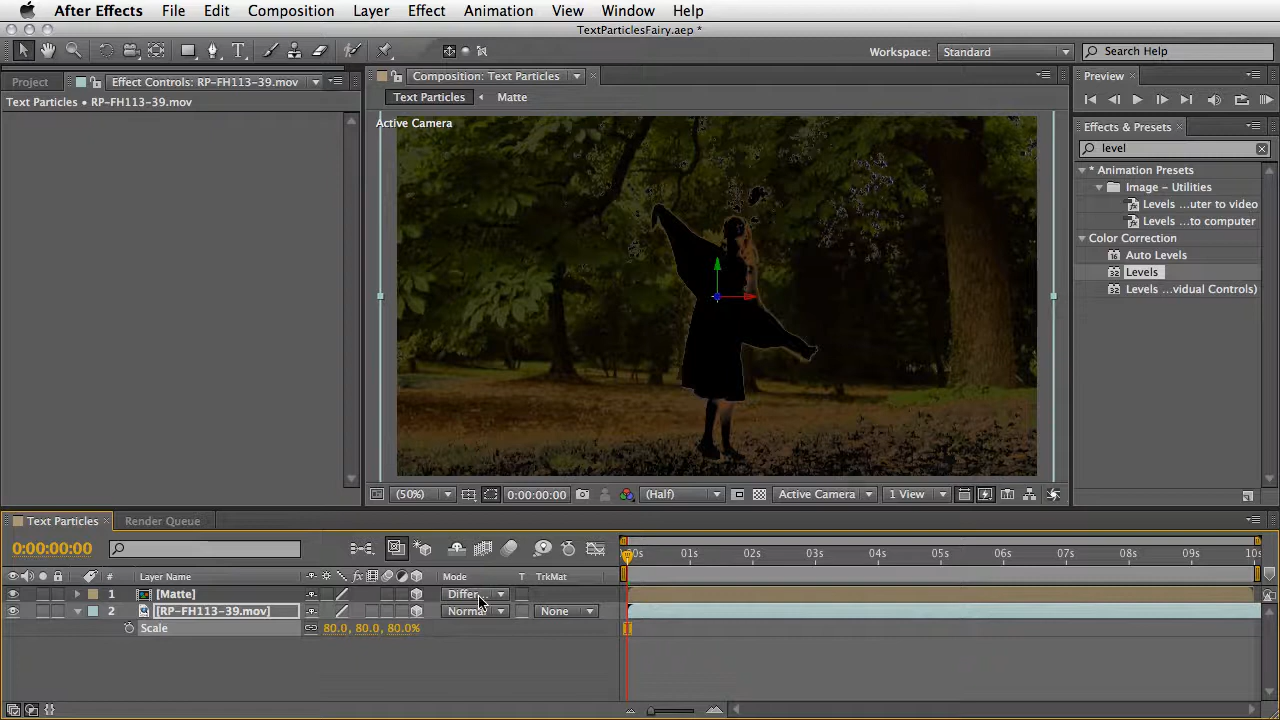 After Effects File Edit Composition Layer Effect Animation View Window Help
TextParticlesFairy.aep *
Workspace: Standard Search Help
Project Effect Controls: RP-FH113-39.mov Composition: Text Particles Preview
Text Particles • RP-FH113-39.mov
Text Particles Matte
Active Camera
Effects & Presets
level
* Animation Presets
Image – Utilities
Levels ...uter to video
Levels ...to computer
Color Correction
Auto Levels
Levels
Levels ...vidual Controls)
(50%) 0:00:00:00 (Half) Active Camera 1 View
Text Particles Render Queue
0:00:00:00
01s 02s 03s 04s 05s 06s 07s 08s 09s
# Layer Name Mode T TrkMat
1 [Matte] Differ
2 [RP-FH113-39.mov] Normal None
Scale 80.0, 80.0, 80.0%